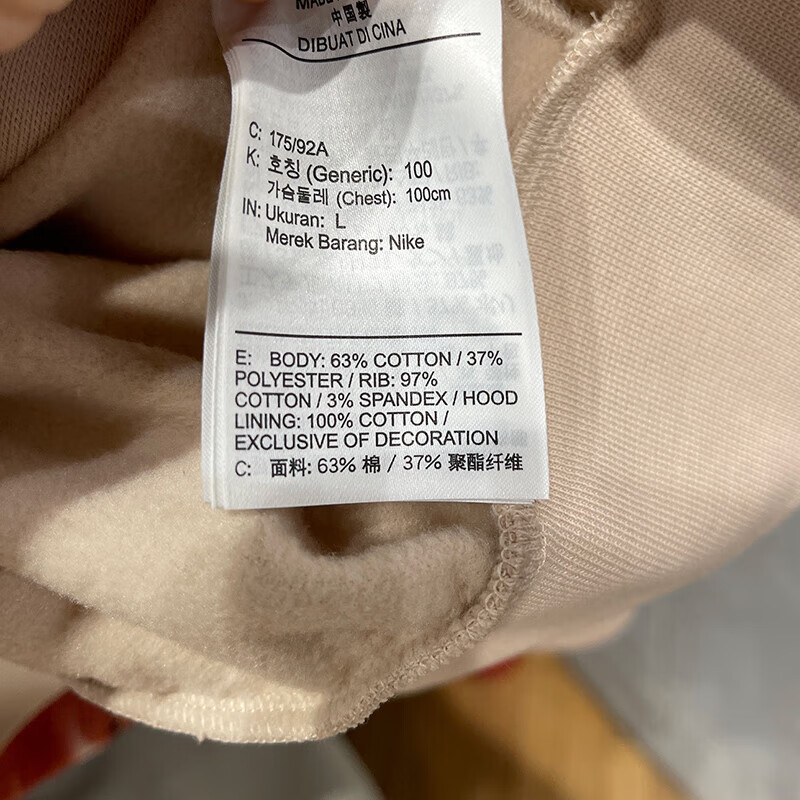 中国製
DIBUAT DI CINA
C: 175/92A
K: 호칭 (Generic): 100
가슴둘레 (Chest): 100cm
IN: Ukuran: L
Merek Barang: Nike
E: BODY: 63% COTTON / 37%
POLYESTER / RIB: 97%
COTTON / 3% SPANDEX / HOOD
LINING: 100% COTTON /
EXCLUSIVE OF DECORATION
C: 面料: 63% 棉 / 37% 聚酯纤维